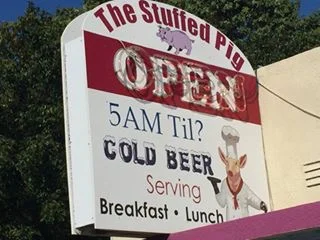 The Stuffed Pig
OPEN
5AM Til?
COLD BEER
Serving
Breakfast • Lunch